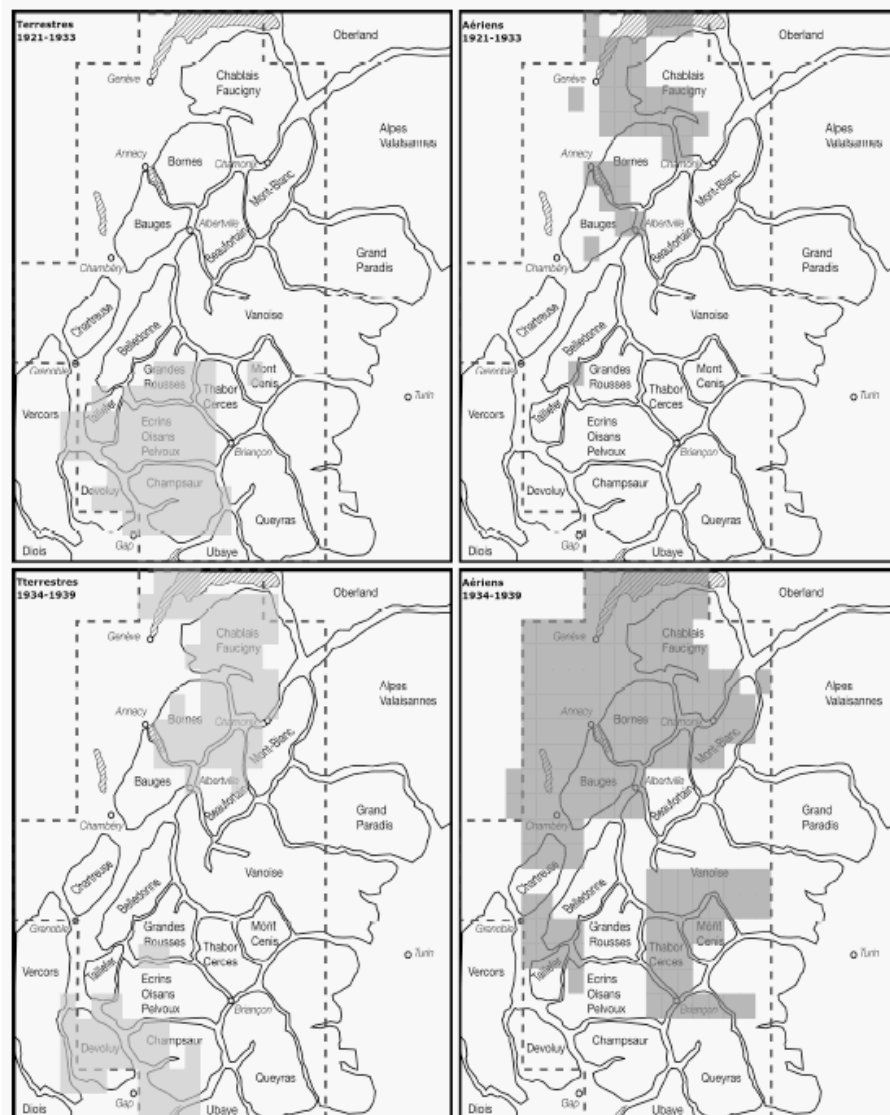 Terrestres
1921-1933
Oberland
Genève
Chablais
Faucigny
Alpes
Valaisannes
Annecy
Bornes
Chamonix
Mont-Blanc
Bauges
Albertville
Beaufortain
Grand
Paradis
Chambéry
Chartreuse
Belledonne
Vanoise
Grenoble
Grandes
Rousses
Mont
Cenis
Thabor
Cerces
Turin
Vercors
Taillefer
Ecrins
Oisans
Pelvoux
Briançon
Devoluy
Champsaur
Queyras
Gap
Diois
Ubaye
Aériens
1921-1933
Oberland
Genève
Chablais
Faucigny
Alpes
Valaisannes
Annecy
Bornes
Chamonix
Mont-Blanc
Bauges
Albertville
Beaufortain
Grand
Paradis
Chambéry
Chartreuse
Belledonne
Vanoise
Grenoble
Grandes
Rousses
Mont
Cenis
Thabor
Cerces
Turin
Vercors
Taillefer
Ecrins
Oisans
Pelvoux
Briançon
Devoluy
Champsaur
Queyras
Gap
Diois
Ubaye
Tterrestres
1934-1939
Oberland
Genève
Chablais
Faucigny
Alpes
Valaisannes
Annecy
Bornes
Chamonix
Mont-Blanc
Bauges
Albertville
Beaufortain
Grand
Paradis
Chambéry
Chartreuse
Belledonne
Vanoise
Grenoble
Grandes
Rousses
Mont
Cenis
Thabor
Cerces
Turin
Vercors
Taillefer
Ecrins
Oisans
Pelvoux
Briançon
Devoluy
Champsaur
Queyras
Gap
Diois
Ubaye
Aériens
1934-1939
Oberland
Genève
Chablais
Faucigny
Alpes
Valaisannes
Annecy
Bornes
Chamonix
Mont-Blanc
Bauges
Albertville
Beaufortain
Grand
Paradis
Chambéry
Chartreuse
Belledonne
Vanoise
Grenoble
Grandes
Rousses
Mont
Cenis
Thabor
Cerces
Turin
Vercors
Taillefer
Ecrins
Oisans
Pelvoux
Briançon
Devoluy
Champsaur
Queyras
Gap
Diois
Ubaye